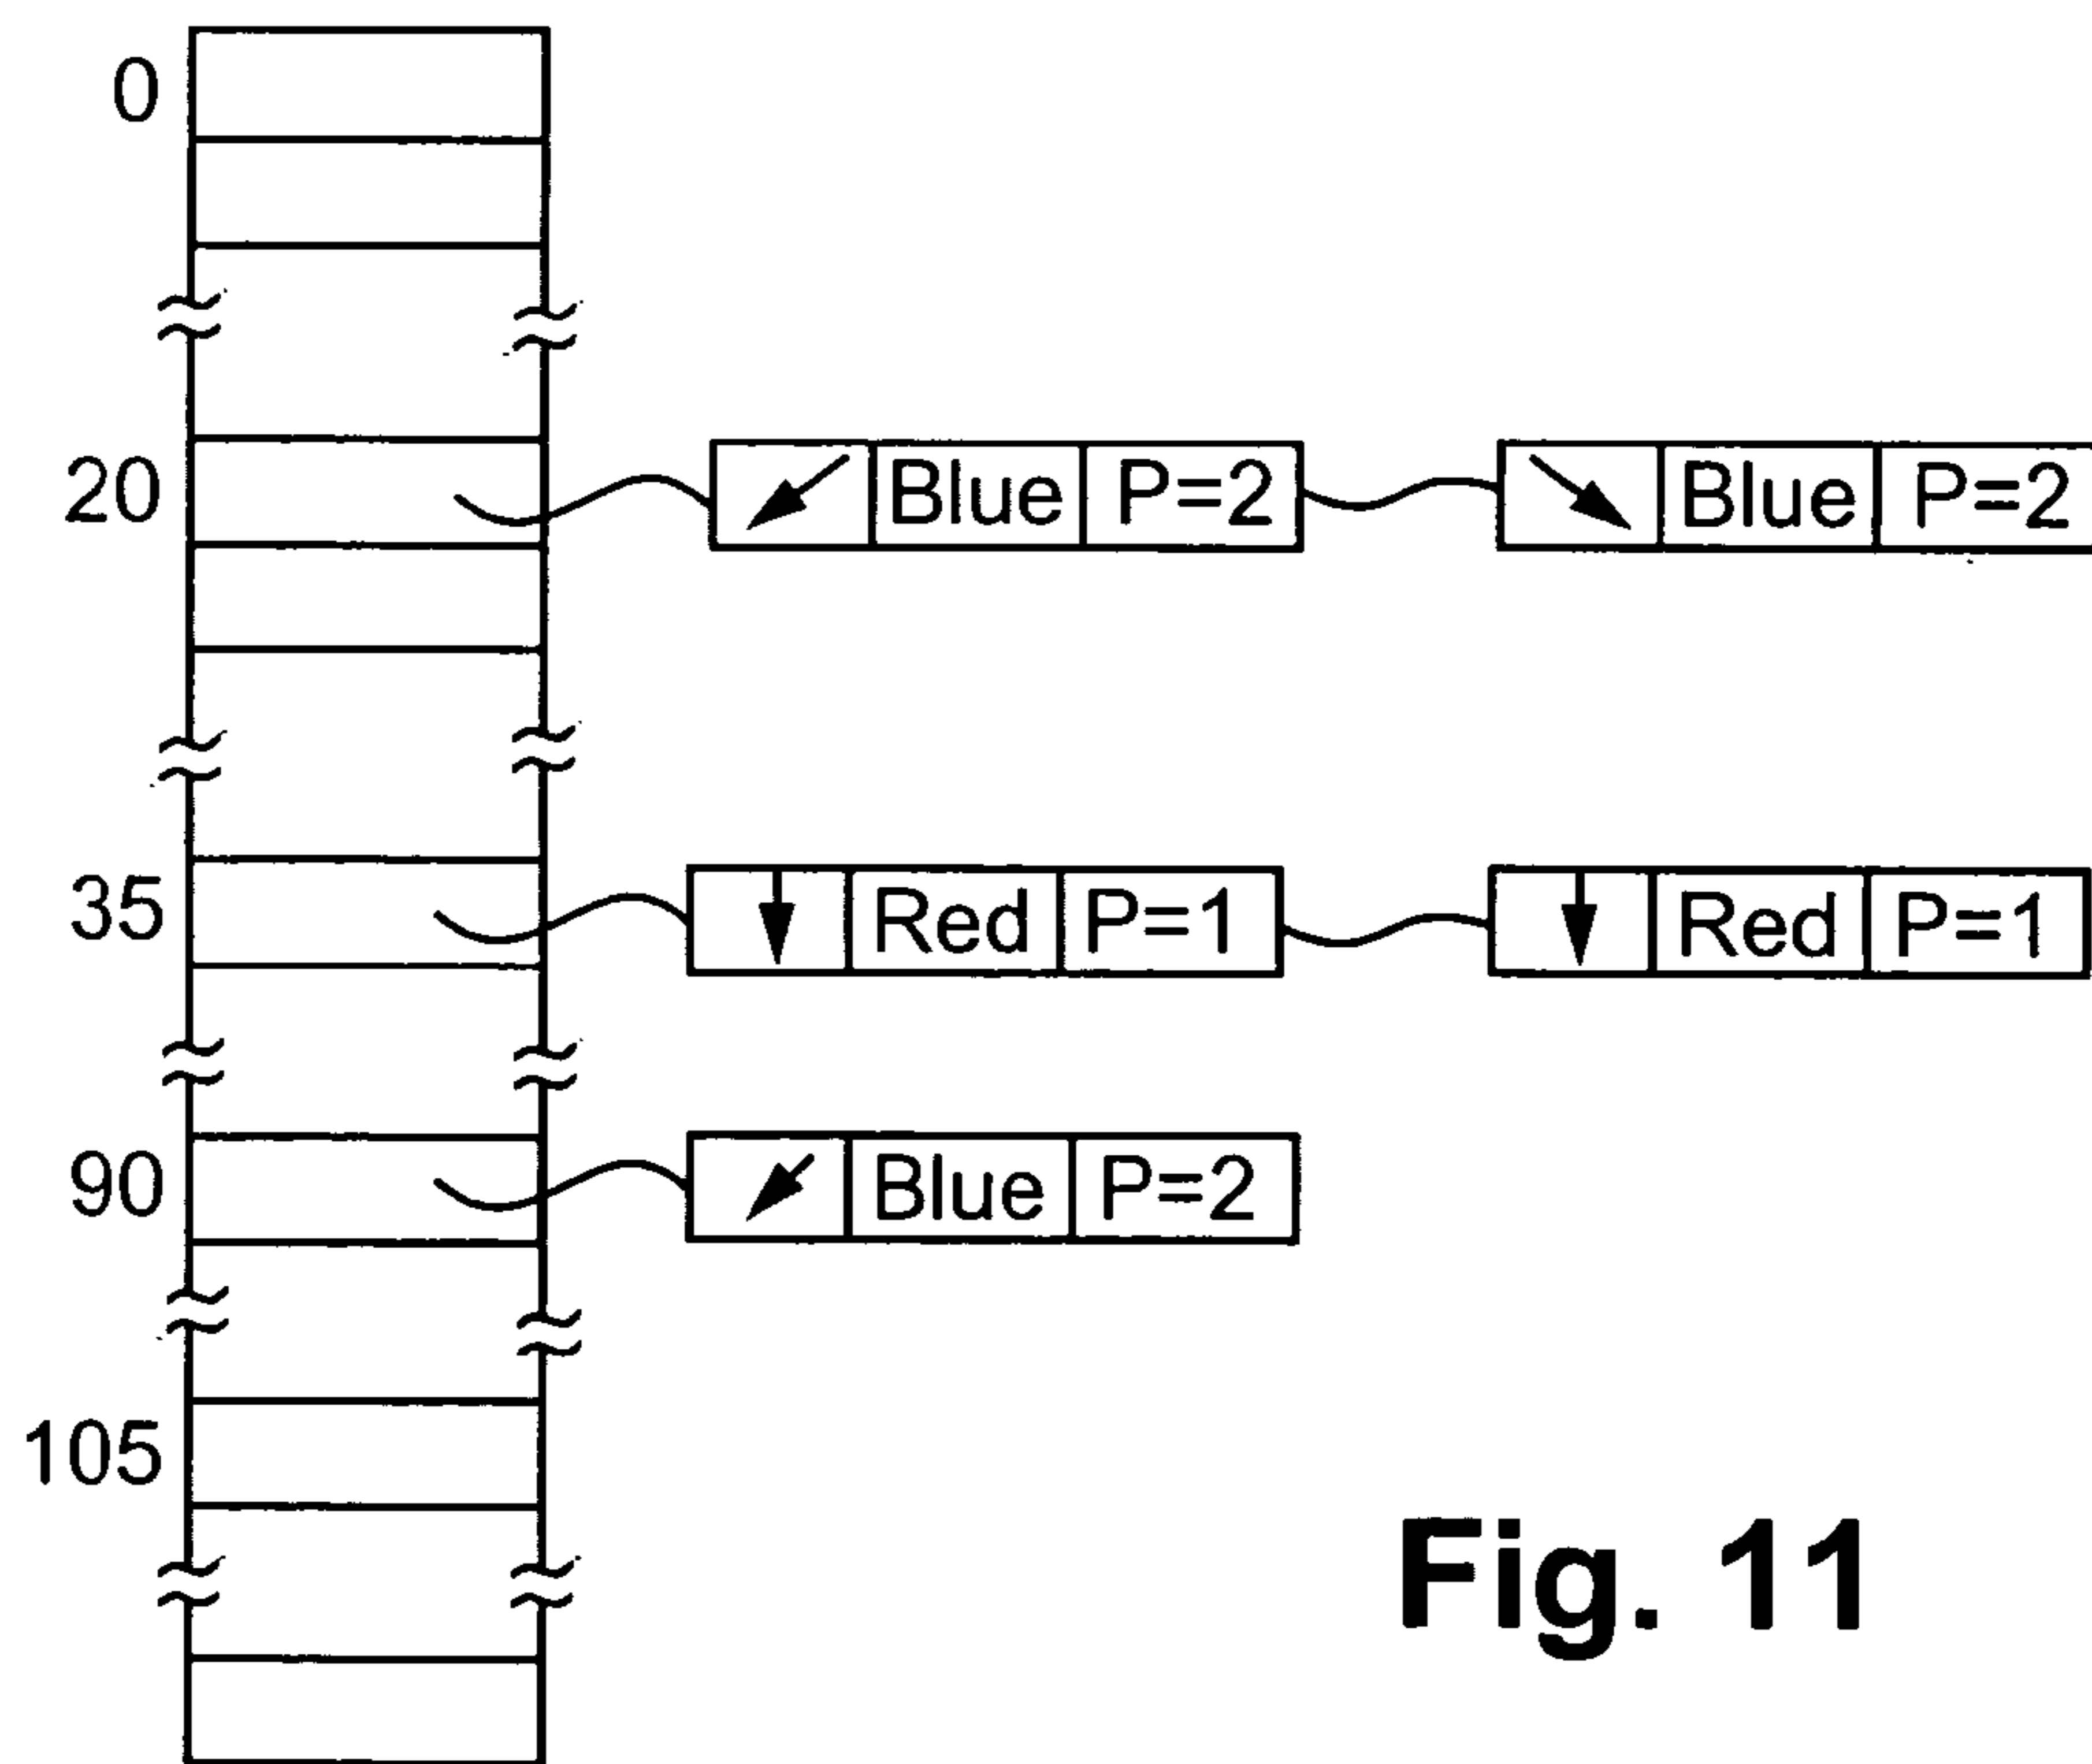 0
20 Blue P=2 Blue P=2
35 Red P=1 Red P=1
90 Blue P=2
105
Fig. 11